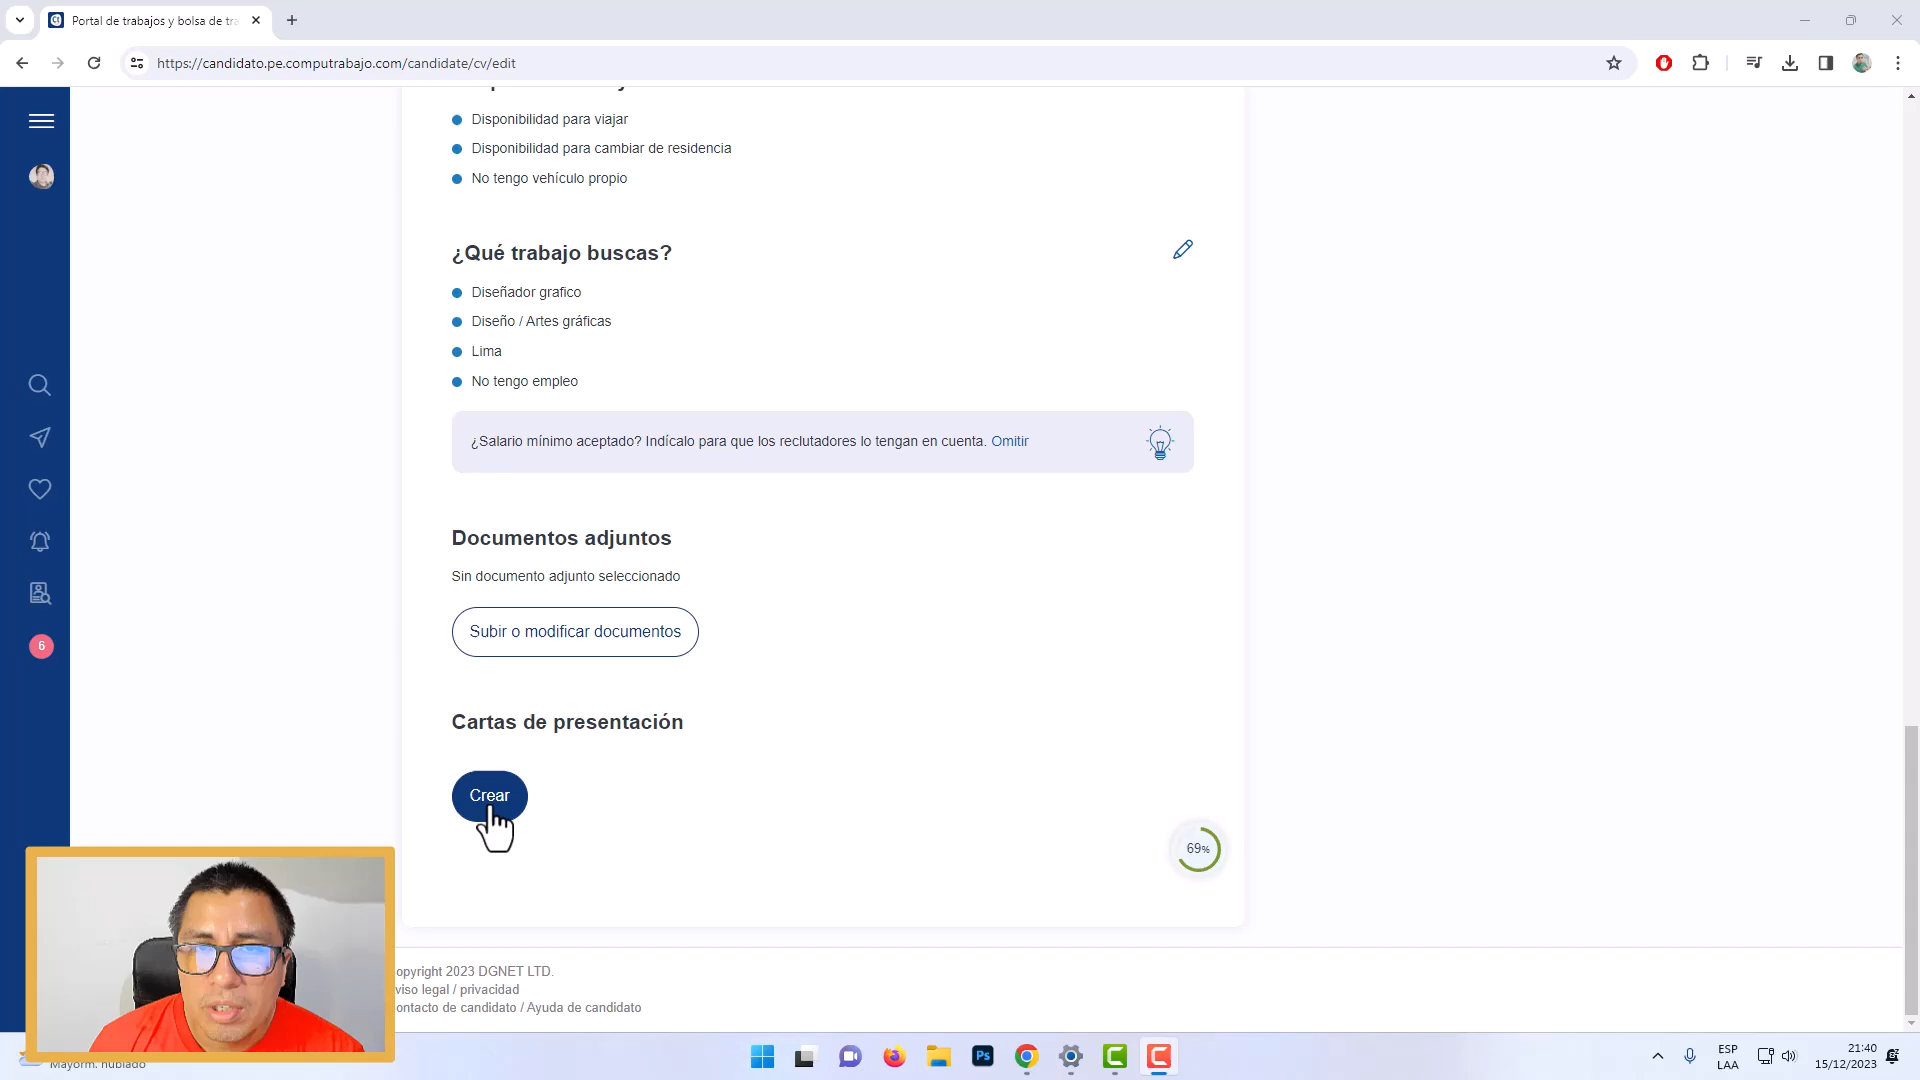 Portal de trabajos y bolsa de tra
https://candidato.pe.computrabajo.com/candidate/cv/edit
Disponibilidad para viajar
Disponibilidad para cambiar de residencia
No tengo vehículo propio
¿Qué trabajo buscas?
Diseñador grafico
Diseño / Artes gráficas
Lima
No tengo empleo
¿Salario mínimo aceptado? Indícalo para que los reclutadores lo tengan en cuenta. Omitir
Documentos adjuntos
Sin documento adjunto seleccionado
Subir o modificar documentos
6
Cartas de presentación
Crear
69%
opyright 2023 DGNET LTD.
viso legal / privacidad
ontacto de candidato / Ayuda de candidato
Mayorm. nublado
Ps
ESP
LAA
21:40
15/12/2023